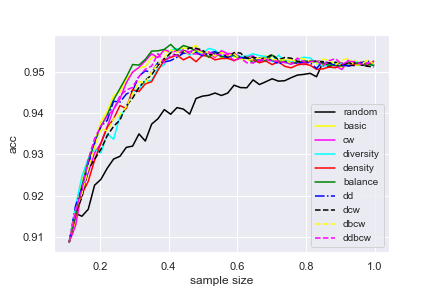 0.95
0.94
0.93
0.92
0.91
acc
0.2 0.4 0.6 0.8 1.0
sample size
random
basic
cw
diversity
density
balance
dd
dcw
dbcw
ddbcw